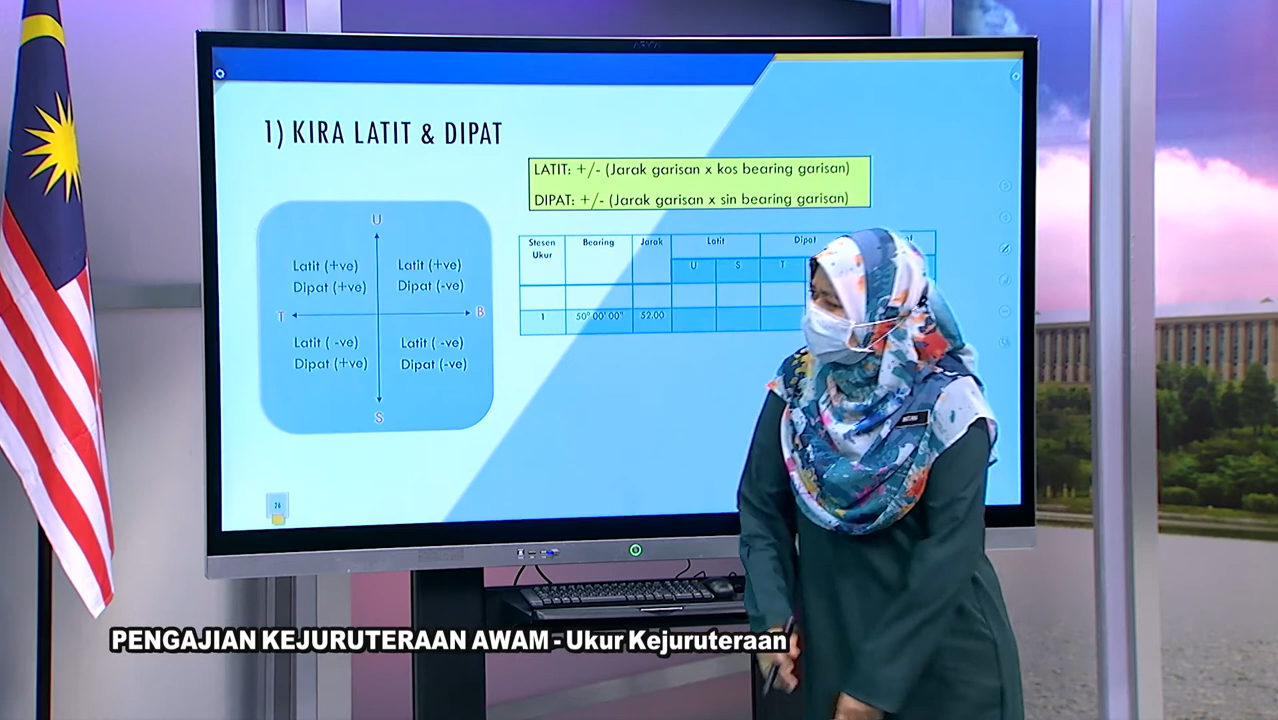 1) KIRA LATIT & DIPAT
LATIT: +/- (Jarak garisan x kos bearing garisan)
DIPAT: +/- (Jarak garisan x sin bearing garisan)
U
Latit (+ve) Latit (+ve)
Dipat (+ve) Dipat (-ve)
T B
Latit ( -ve) Latit ( -ve)
Dipat (+ve) Dipat (-ve)
S
Stesen Ukur Bearing Jarak Latit Dipat
U S T
1 50° 00' 00" 52.00
76
PENGAJIAN KEJURUTERAAN AWAM - Ukur Kejuruteraan